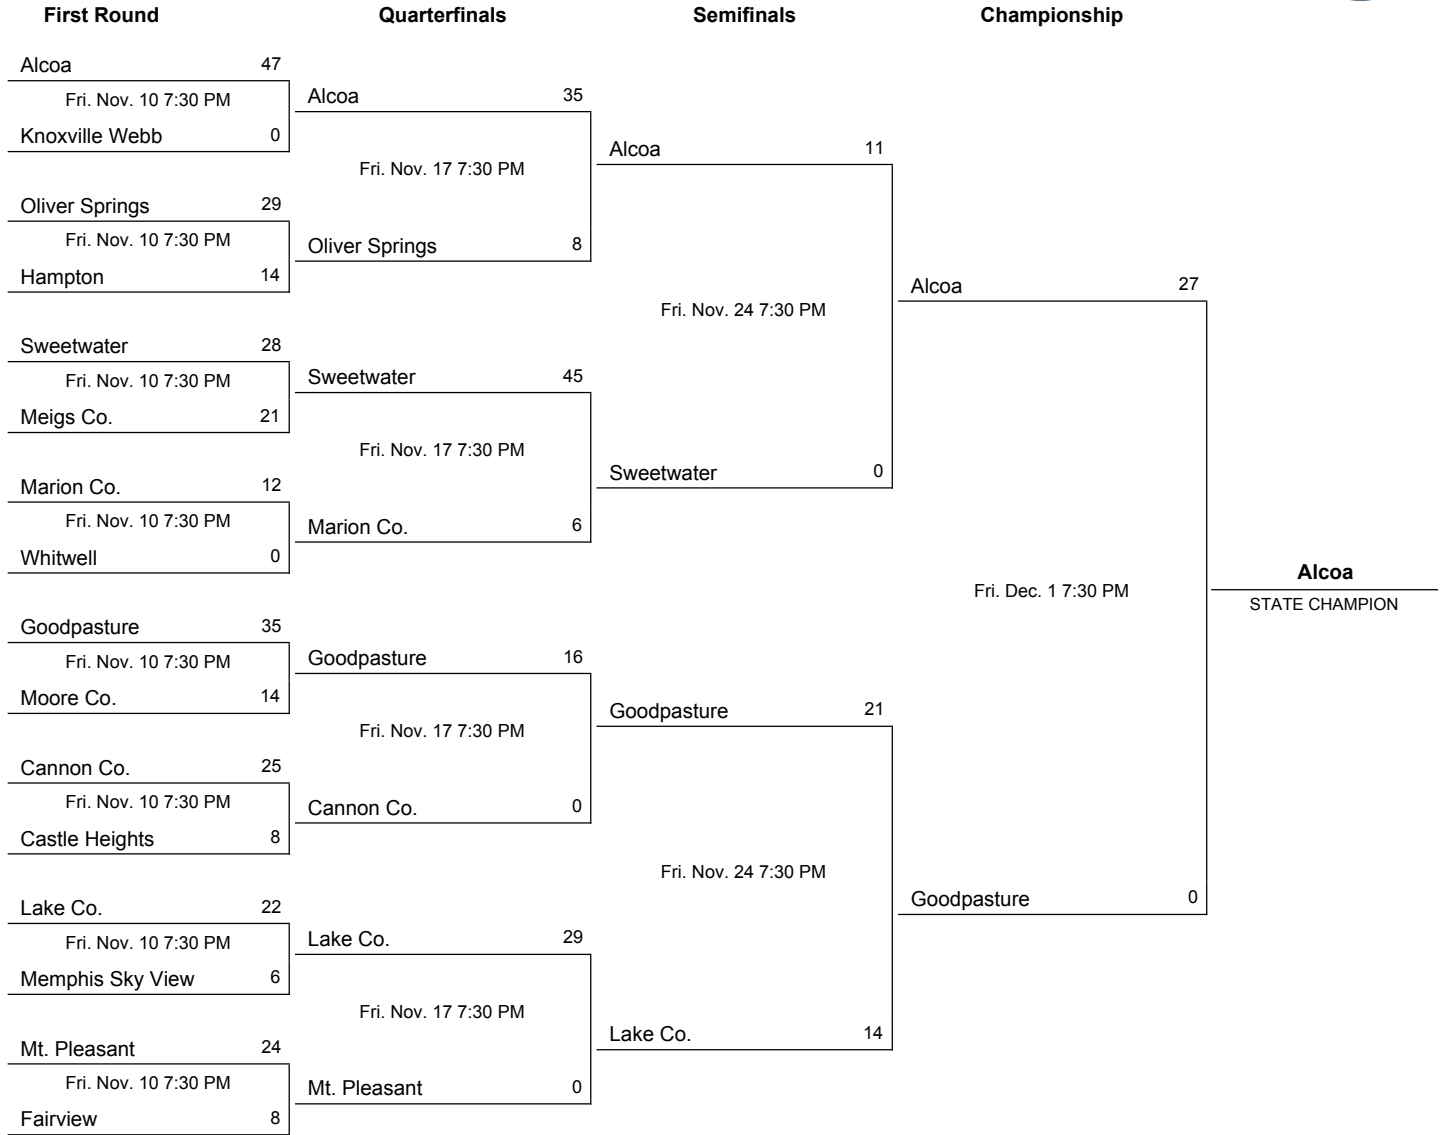 First Round
Quarterfinals
Semifinals
Championship
Alcoa 47
Fri. Nov. 10 7:30 PM
Knoxville Webb 0
Oliver Springs 29
Fri. Nov. 10 7:30 PM
Hampton 14
Sweetwater 28
Fri. Nov. 10 7:30 PM
Meigs Co. 21
Marion Co. 12
Fri. Nov. 10 7:30 PM
Whitwell 0
Goodpasture 35
Fri. Nov. 10 7:30 PM
Moore Co. 14
Cannon Co. 25
Fri. Nov. 10 7:30 PM
Castle Heights 8
Lake Co. 22
Fri. Nov. 10 7:30 PM
Memphis Sky View 6
Mt. Pleasant 24
Fri. Nov. 10 7:30 PM
Fairview 8
Alcoa 35
Fri. Nov. 17 7:30 PM
Oliver Springs 8
Sweetwater 45
Fri. Nov. 17 7:30 PM
Marion Co. 6
Goodpasture 16
Fri. Nov. 17 7:30 PM
Cannon Co. 0
Lake Co. 29
Fri. Nov. 17 7:30 PM
Mt. Pleasant 0
Alcoa 11
Fri. Nov. 24 7:30 PM
Sweetwater 0
Goodpasture 21
Fri. Nov. 24 7:30 PM
Lake Co. 14
Alcoa 27
Fri. Dec. 1 7:30 PM
Goodpasture 0
Alcoa
STATE CHAMPION